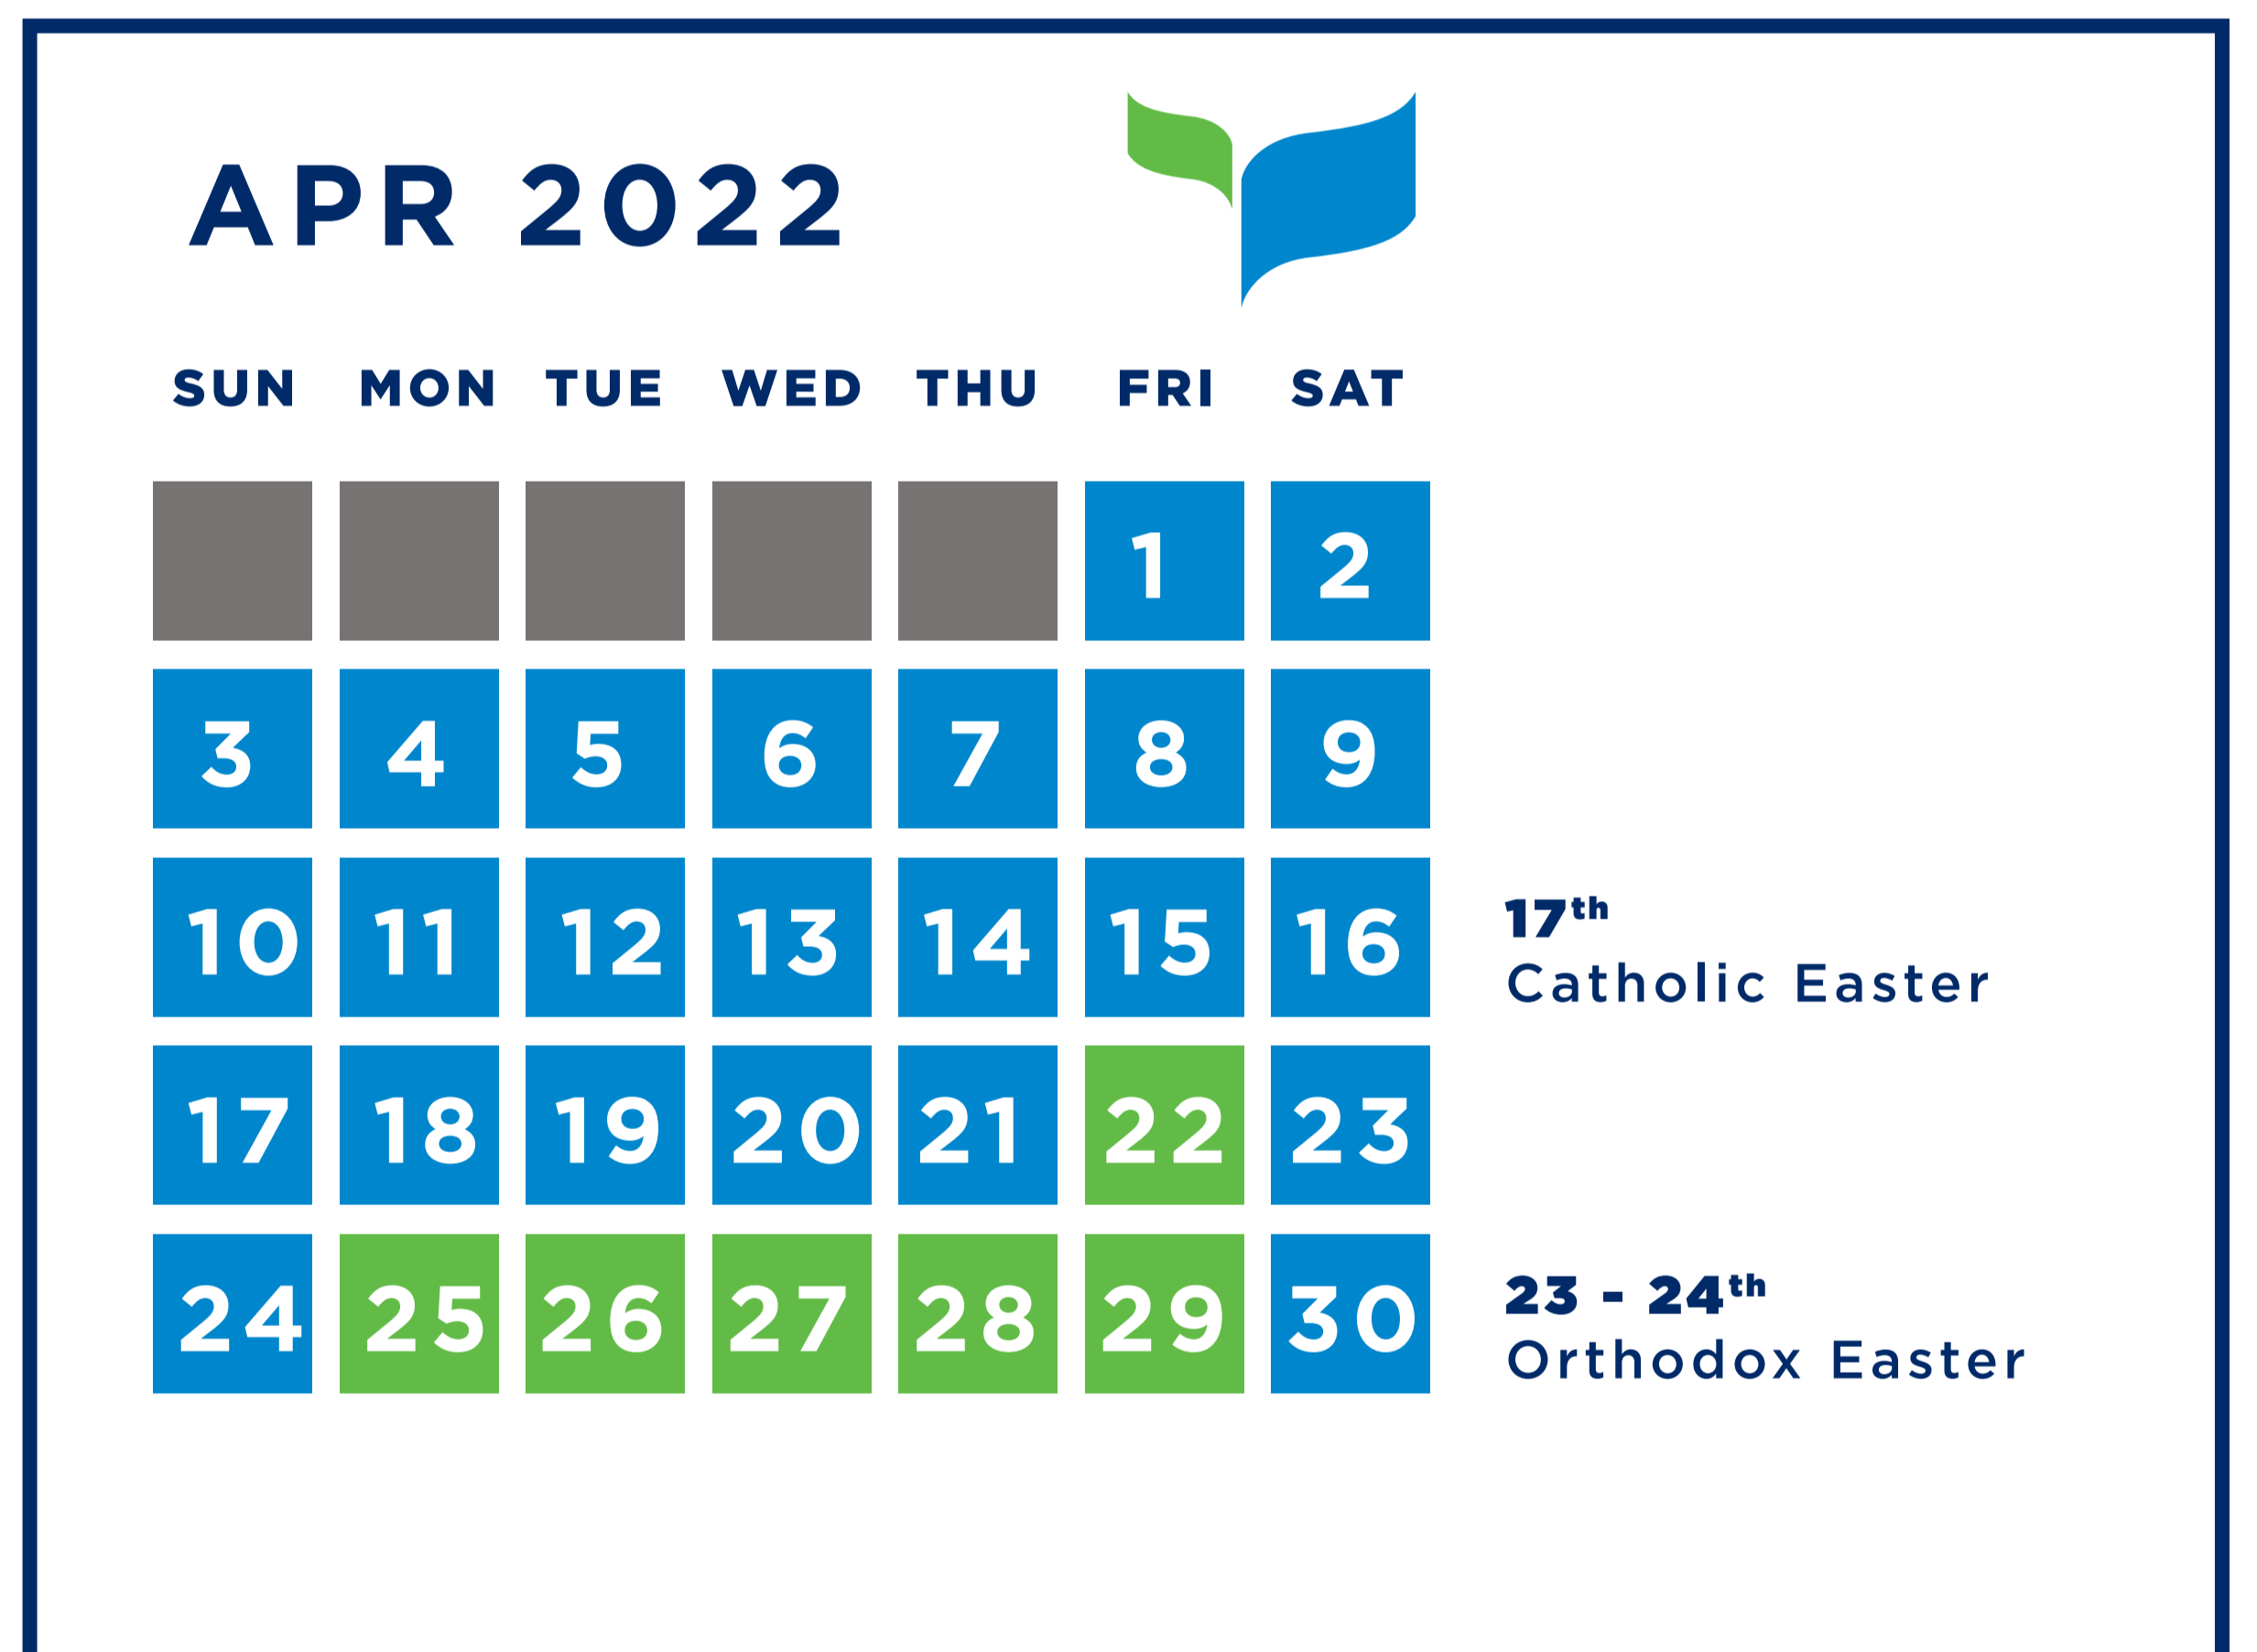 APR 2022
SUN MON TUE WED THU FRI SAT
1 2
3 4 5 6 7 8 9
10 11 12 13 14 15 16
17th
Catholic Easter
17 18 19 20 21 22 23
24 25 26 27 28 29 30
23 - 24th
Orthodox Easter